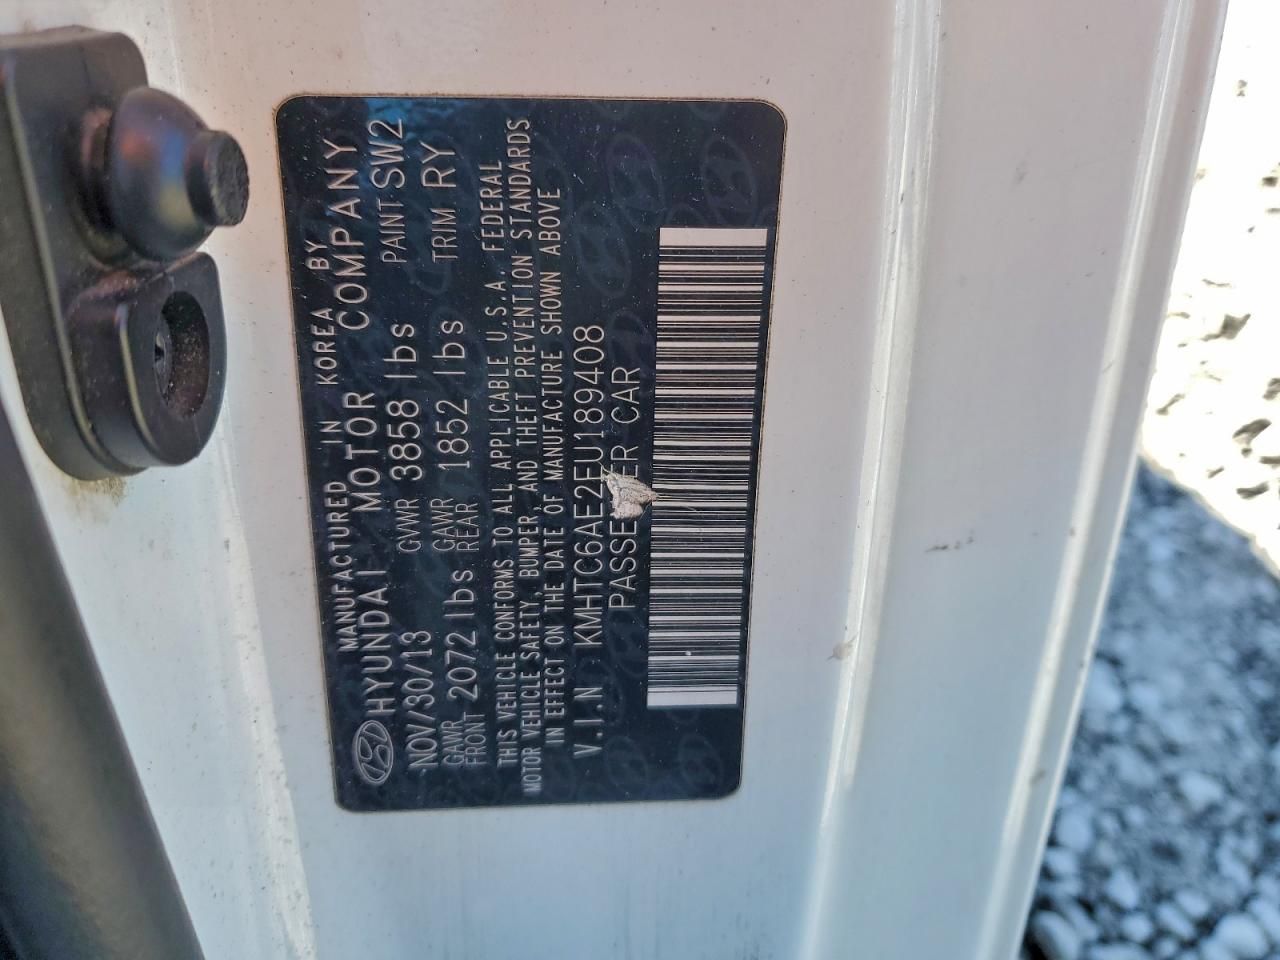 MANUFACTURED IN KOREA BY
HYUNDAI MOTOR COMPANY
NOV/30/13 GVWR 3858 lbs PAINT SW2
GAWR FRONT 2072 lbs GAWR REAR 1852 lbs TRIM RY
THIS VEHICLE CONFORMS TO ALL APPLICABLE U.S.A. FEDERAL
MOTOR VEHICLE SAFETY, BUMPER, AND THEFT PREVENTION STANDARDS
IN EFFECT ON THE DATE OF MANUFACTURE SHOWN ABOVE
V.I.N KMHTC6AE2EU189408
CAR